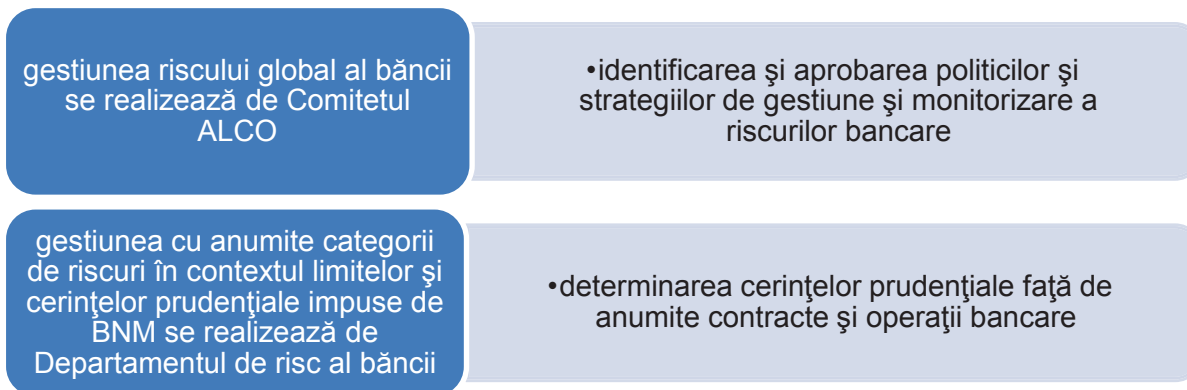 gestiunea riscului global al băncii
se realizează de Comitetul
ALCO
•identificarea şi aprobarea politicilor şi
strategiilor de gestiune şi monitorizare a
riscurilor bancare
gestiunea cu anumite categorii
de riscuri în contextul limitelor şi
cerinţelor prudenţiale impuse de
BNM se realizează de
Departamentul de risc al băncii
•determinarea cerinţelor prudenţiale faţă de
anumite contracte şi operaţii bancare